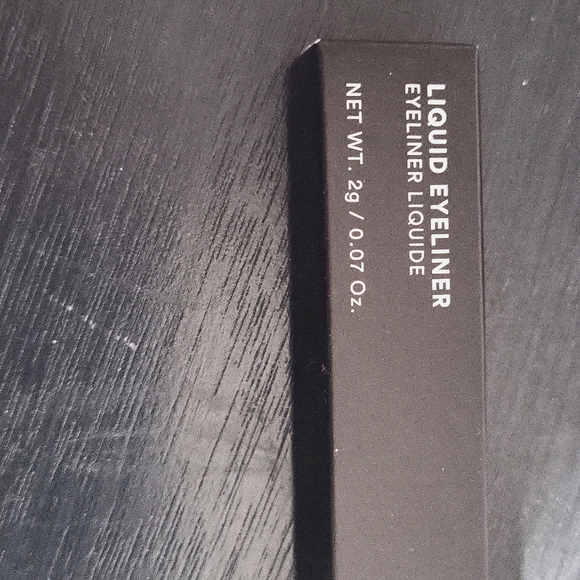 LIQUID EYELINER
EYELINER LIQUIDE
NET WT. 2g / 0.07 Oz.